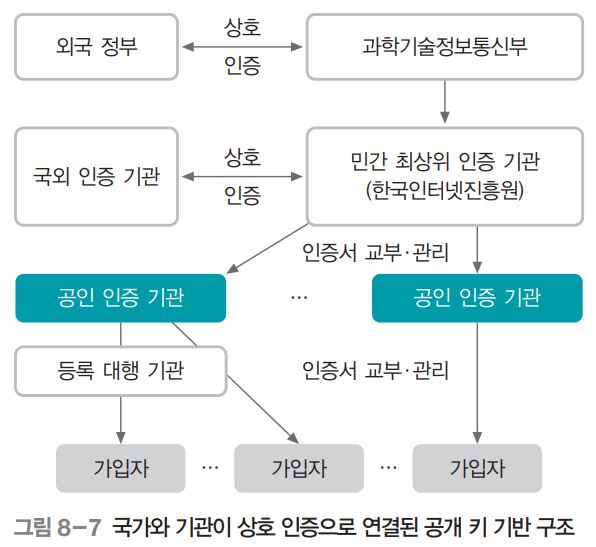 외국 정부
상호
인증
과학기술정보통신부
국외 인증 기관
상호
인증
민간 최상위 인증 기관
(한국인터넷진흥원)
인증서 교부·관리
공인 인증 기관
…
공인 인증 기관
등록 대행 기관
인증서 교부·관리
가입자
…
가입자
…
가입자
그림 8-7 국가와 기관이 상호 인증으로 연결된 공개 키 기반 구조